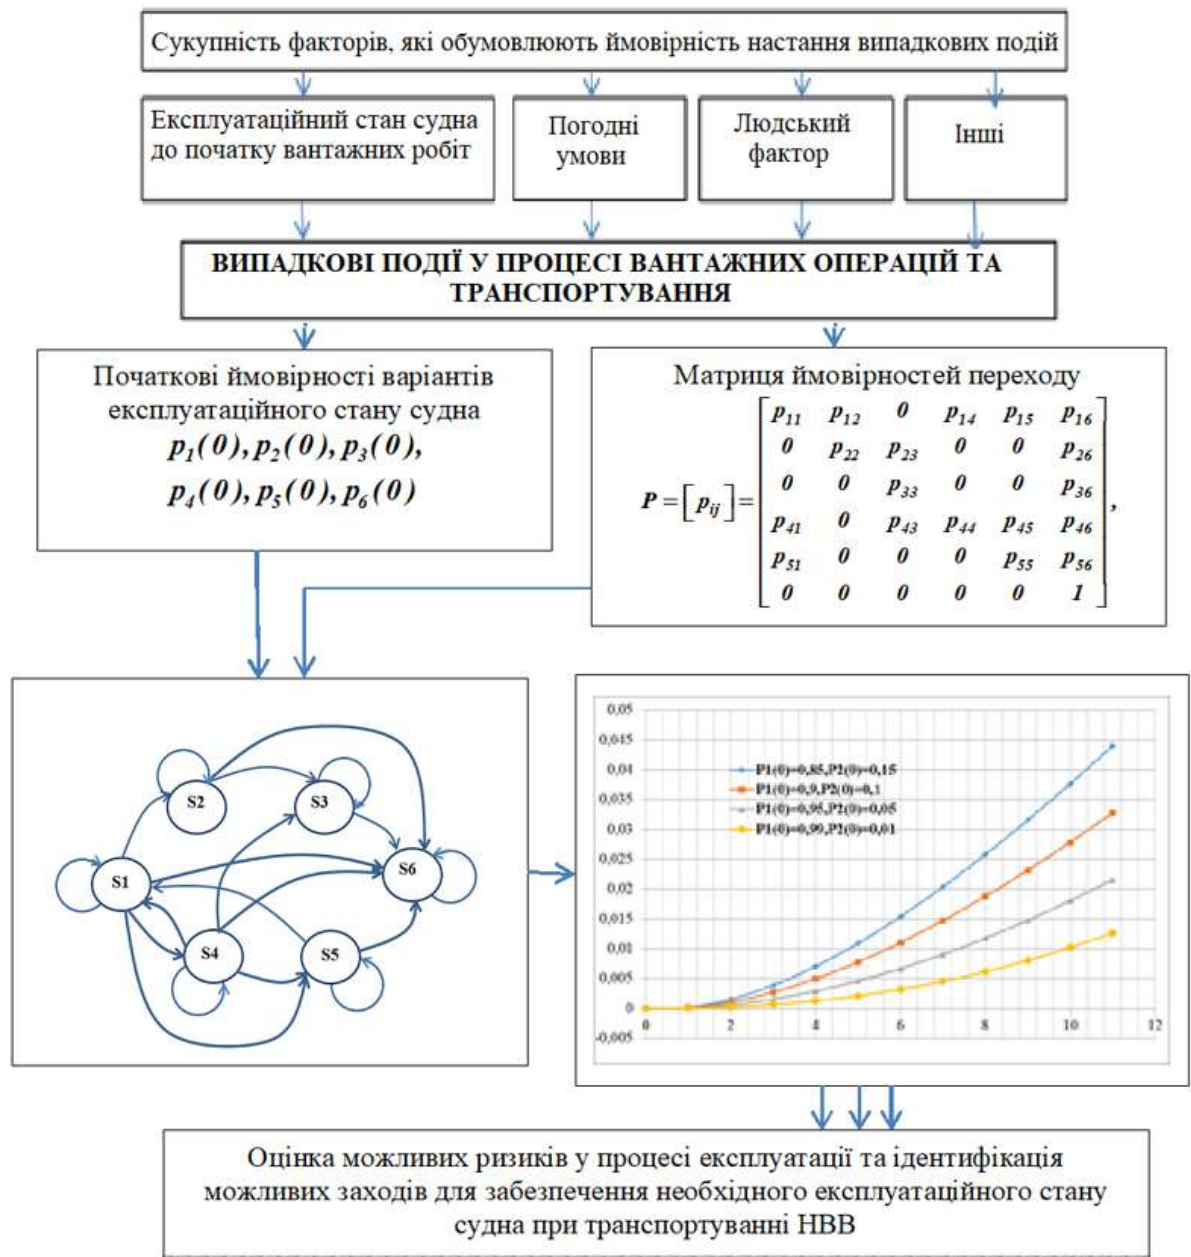 Сукупність факторів, які обумовлюють ймовірність настання випадкових подій
Експлуатаційний стан судна
до початку вантажних робіт
Погодні
умови
Людський
фактор
Інші
ВИПАДКОВІ ПОДІЇ У ПРОЦЕСІ ВАНТАЖНИХ ОПЕРАЦІЙ ТА
ТРАНСПОРТУВАННЯ
Початкові ймовірності варіантів
експлуатаційного стану судна
p₁(0), p₂(0), p₃(0),
p₄(0), p₅(0), p₆(0)
Матриця ймовірностей переходу
p₁₁ p₁₂ 0 p₁₄ p₁₅ p₁₆
0 p₂₂ p₂₃ 0 0 p₂₆
0 0 p₃₃ 0 0 p₃₆
P = [p_ij] =
p₄₁ 0 p₄₃ p₄₄ p₄₅ p₄₆
p₅₁ 0 0 0 p₅₅ p₅₆
0 0 0 0 0 1
,
S2
S3
S1
S6
S4
S5
0,05
0,045
0,04
0,035
0,03
0,025
0,02
0,015
0,01
0,005
0
-0,005
P1(0)=0,85,P2(0)=0,15
P1(0)=0,9,P2(0)=0,1
P1(0)=0,95,P2(0)=0,05
P1(0)=0,99,P2(0)=0,01
0 2 4 6 8 10 12
Оцінка можливих ризиків у процесі експлуатації та ідентифікація
можливих заходів для забезпечення необхідного експлуатаційного стану
судна при транспортуванні НВВ